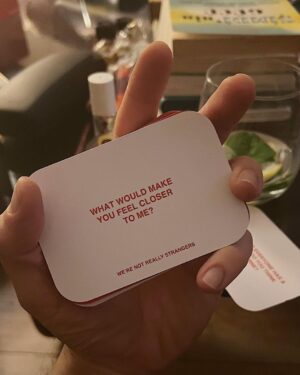 WHAT WOULD MAKE
YOU FEEL CLOSER
TO ME?
WE'RE NOT REALLY STRANGERS